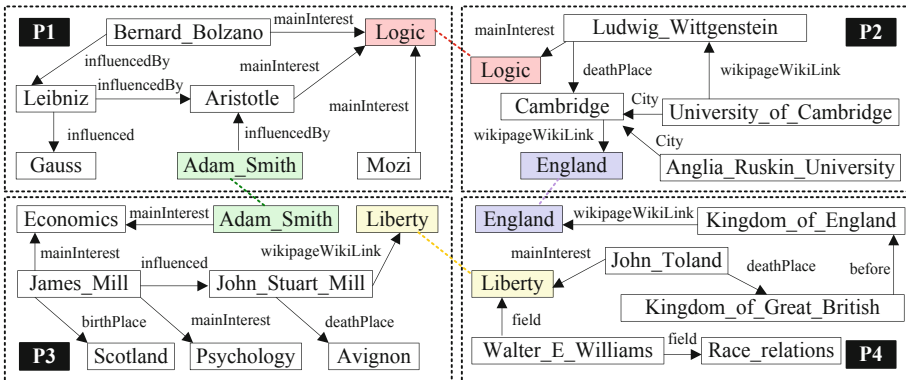 P1
Bernard_Bolzano
mainInterest
Logic
influencedBy
mainInterest
Leibniz
influencedBy
Aristotle
mainInterest
influenced
influencedBy
Gauss
Adam_Smith
Mozi
mainInterest
Ludwig_Wittgenstein
P2
Logic
deathPlace
wikipageWikiLink
Cambridge
City
University_of_Cambridge
wikipageWikiLink
City
England
Anglia_Ruskin_University
Economics
mainInterest
Adam_Smith
Liberty
mainInterest
wikipageWikiLink
James_Mill
influenced
John_Stuart_Mill
birthPlace
mainInterest
deathPlace
P3
Scotland
Psychology
Avignon
England
wikipageWikiLink
Kingdom_of_England
mainInterest
John_Toland
Liberty
deathPlace
before
Kingdom_of_Great_British
field
Walter_E_Williams
field
Race_relations
P4